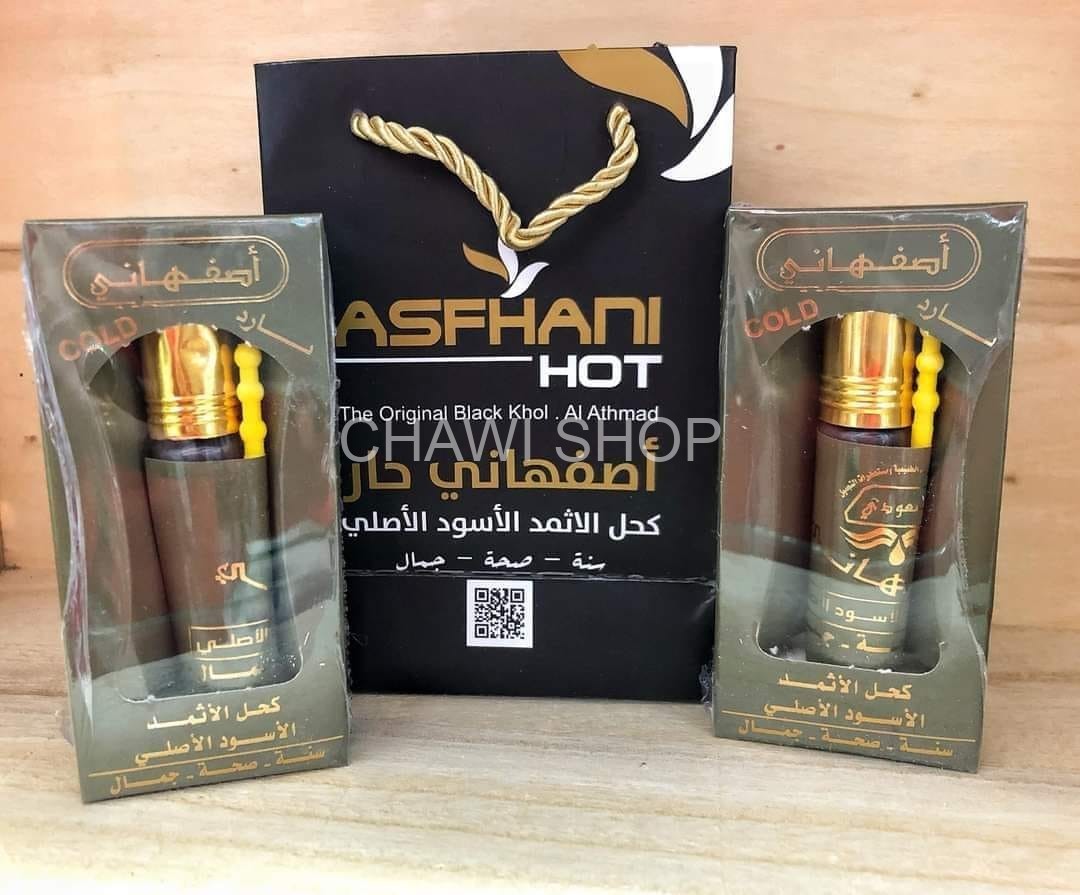 أصفهاني
COLD
بارد
الأصلي
كحل الأثمد
الأسود الأصلي
سنة - صحة - جمال
ASFHANI
HOT
The Original Black Khol . Al Athmad
CHAWI SHOP
أصفهاني حار
كحل الاثمد الأسود الأصلي
سنة - صحة - جمال
أصفهاني
COLD
بارد
كحل الأثمد
الأسود الأصلي
سنة - صحة - جمال